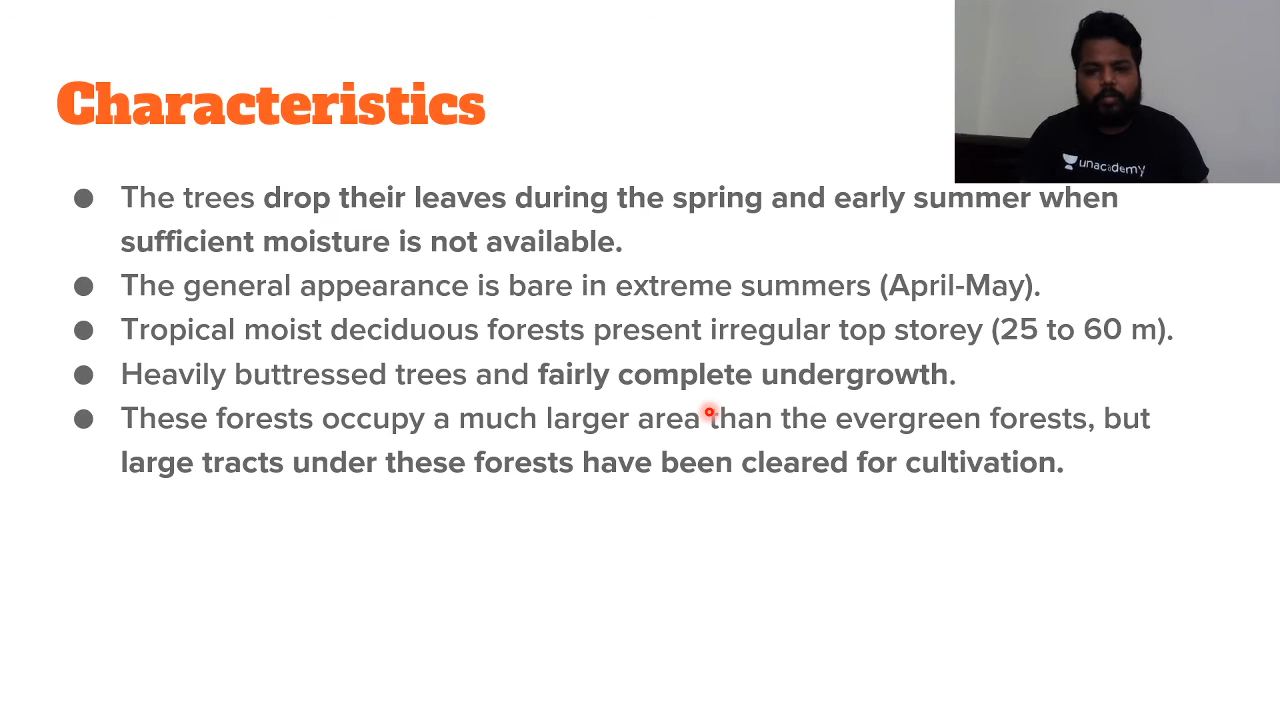 Characteristics
unacademy
● The trees drop their leaves during the spring and early summer when
sufficient moisture is not available.
● The general appearance is bare in extreme summers (April-May).
● Tropical moist deciduous forests present irregular top storey (25 to 60 m).
● Heavily buttressed trees and fairly complete undergrowth.
● These forests occupy a much larger area than the evergreen forests, but
large tracts under these forests have been cleared for cultivation.